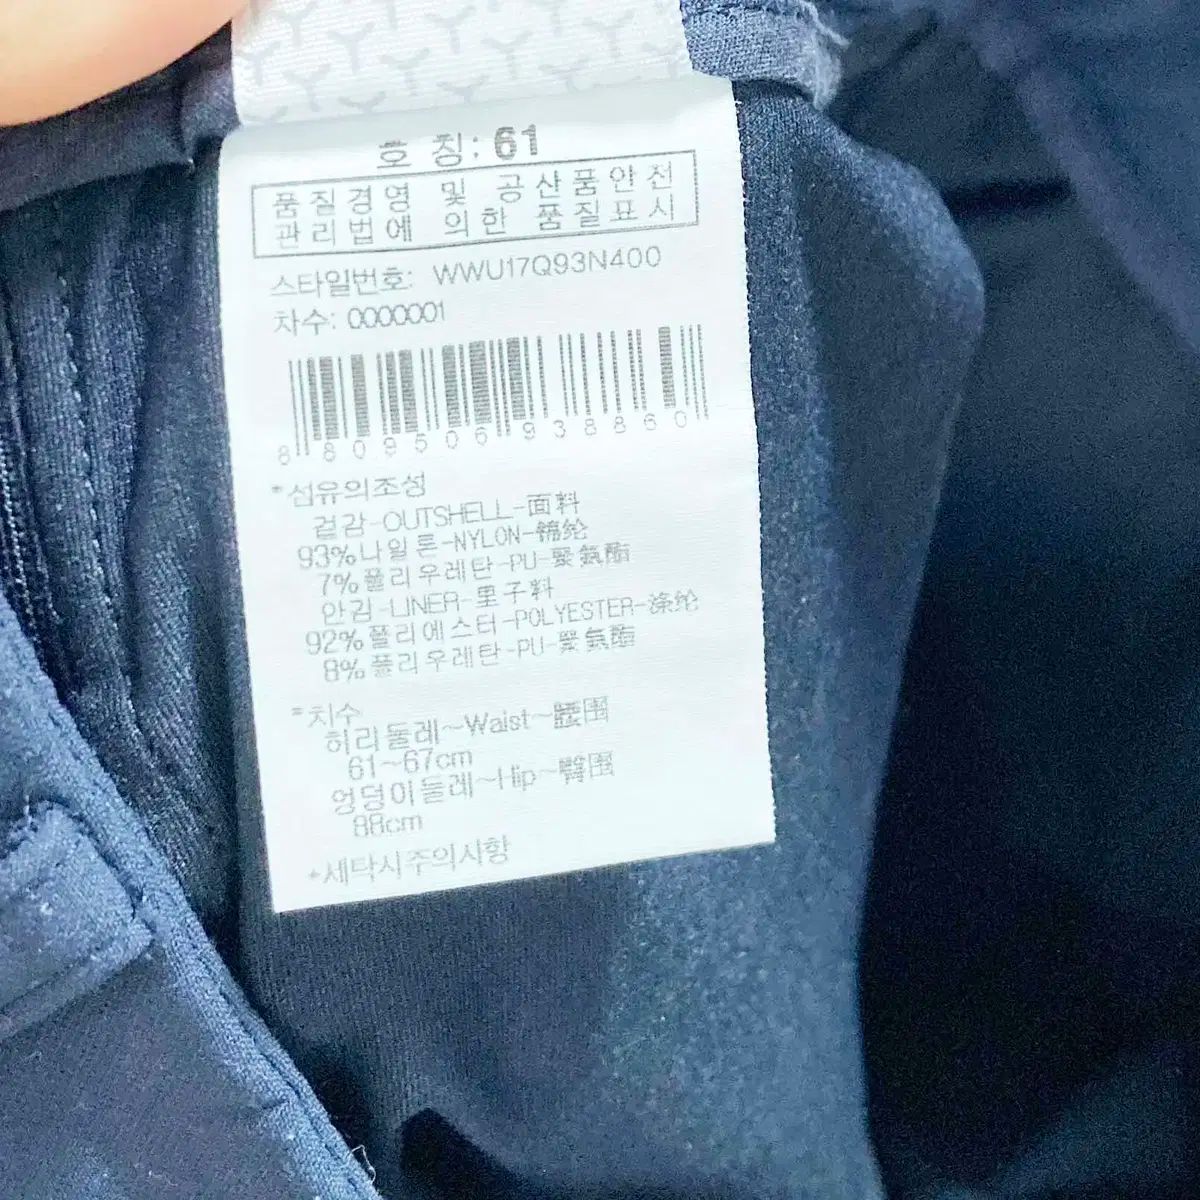 호 칭: 61
품질경영 및 공산품안전
관리법에 의한 품질표시
스타일번호: WWU17Q93N400
차수: 0000001
8809506938860
*섬유의조성
겉감-OUTSHELL-面料
93%나일론-NYLON-锦纶
7%폴리우레탄-PU-聚氨酯
안감-LINER-里子料
92%폴리에스터-POLYESTER-涤纶
8%폴리우레탄-PU-聚氨酯
*치수
허리둘레~Waist~腰围
61~67cm
엉덩이둘레~Hip~臀围
88cm
*세탁시주의사항